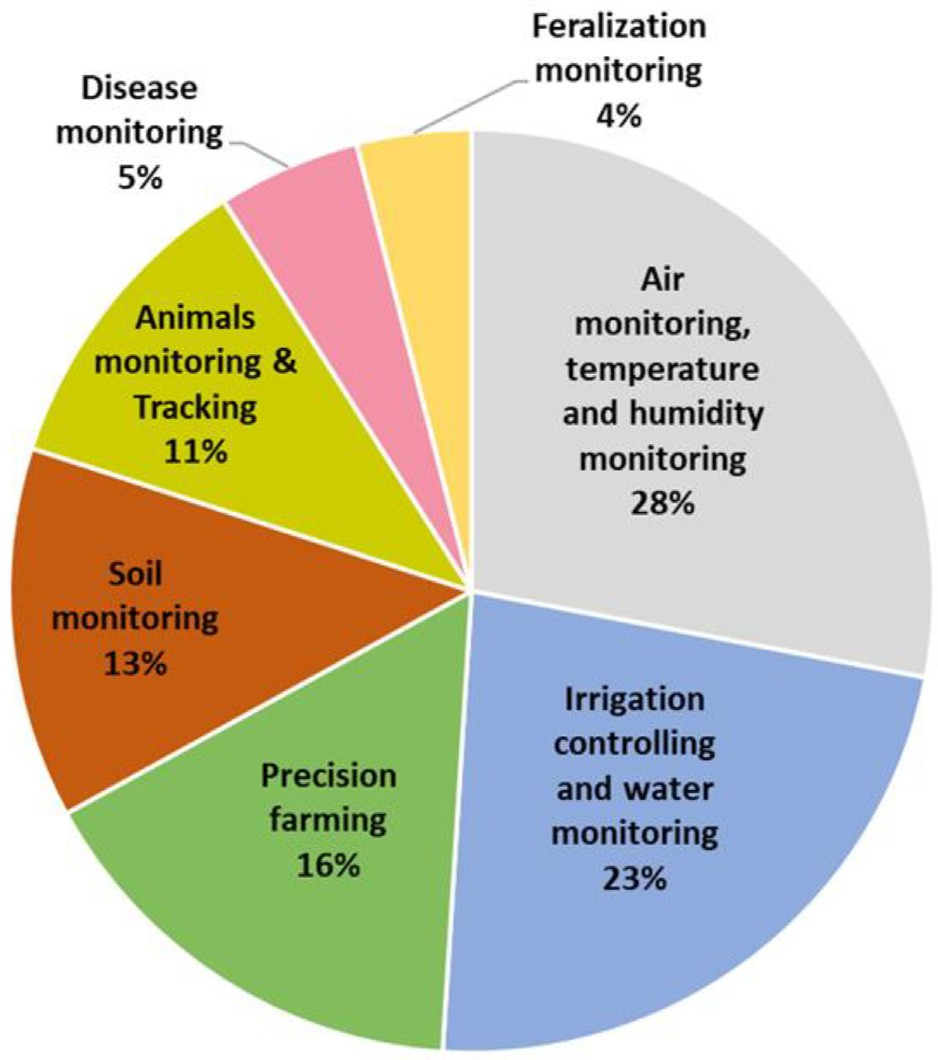 Feralization
monitoring
4%
Disease
monitoring
5%
Air
monitoring,
temperature
and humidity
monitoring
28%
Animals
monitoring &
Tracking
11%
Soil
monitoring
13%
Irrigation
controlling
and water
monitoring
23%
Precision
farming
16%